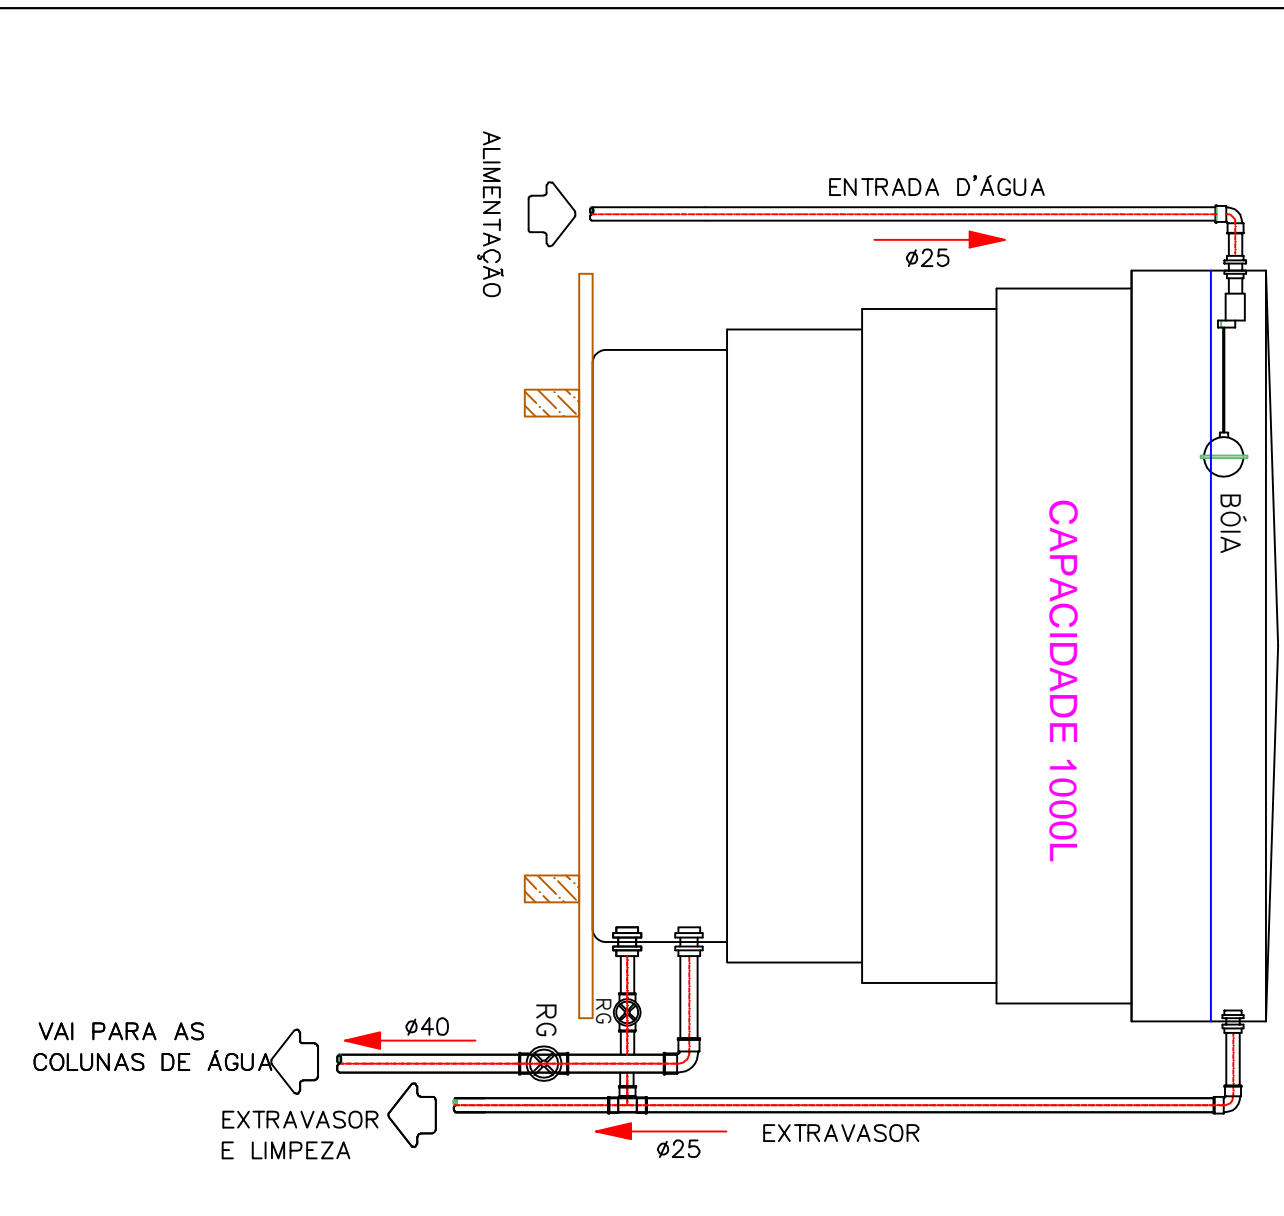 ALIMENTAÇÃO
ENTRADA D'ÁGUA
ø25
BÓIA
CAPACIDADE 1000L
RG
RG
ø40
VAI PARA AS
COLUNAS DE ÁGUA
EXTRAVASOR
E LIMPEZA
EXTRAVASOR
ø25